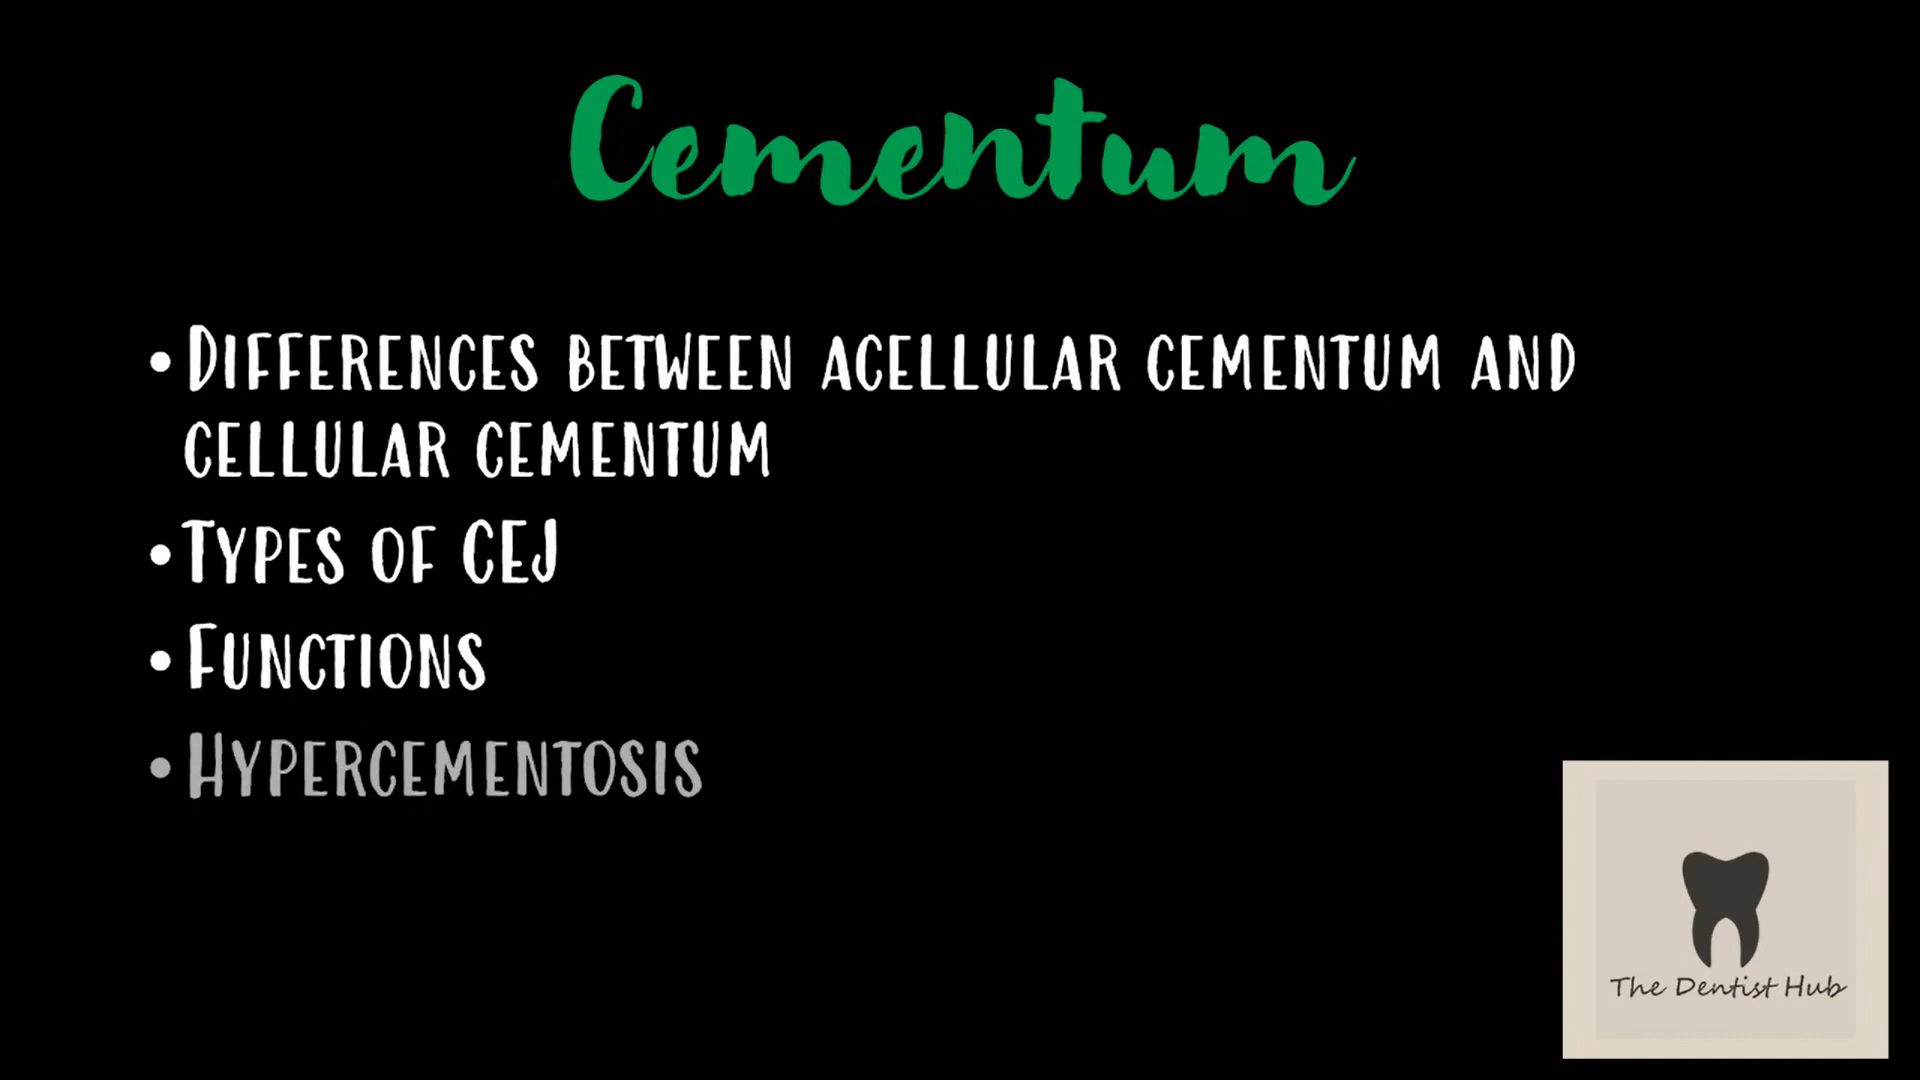 Cementum
• Differences between acellular cementum and
cellular cementum
• Types of CEJ
• Functions
• Hypercementosis
The Dentist Hub